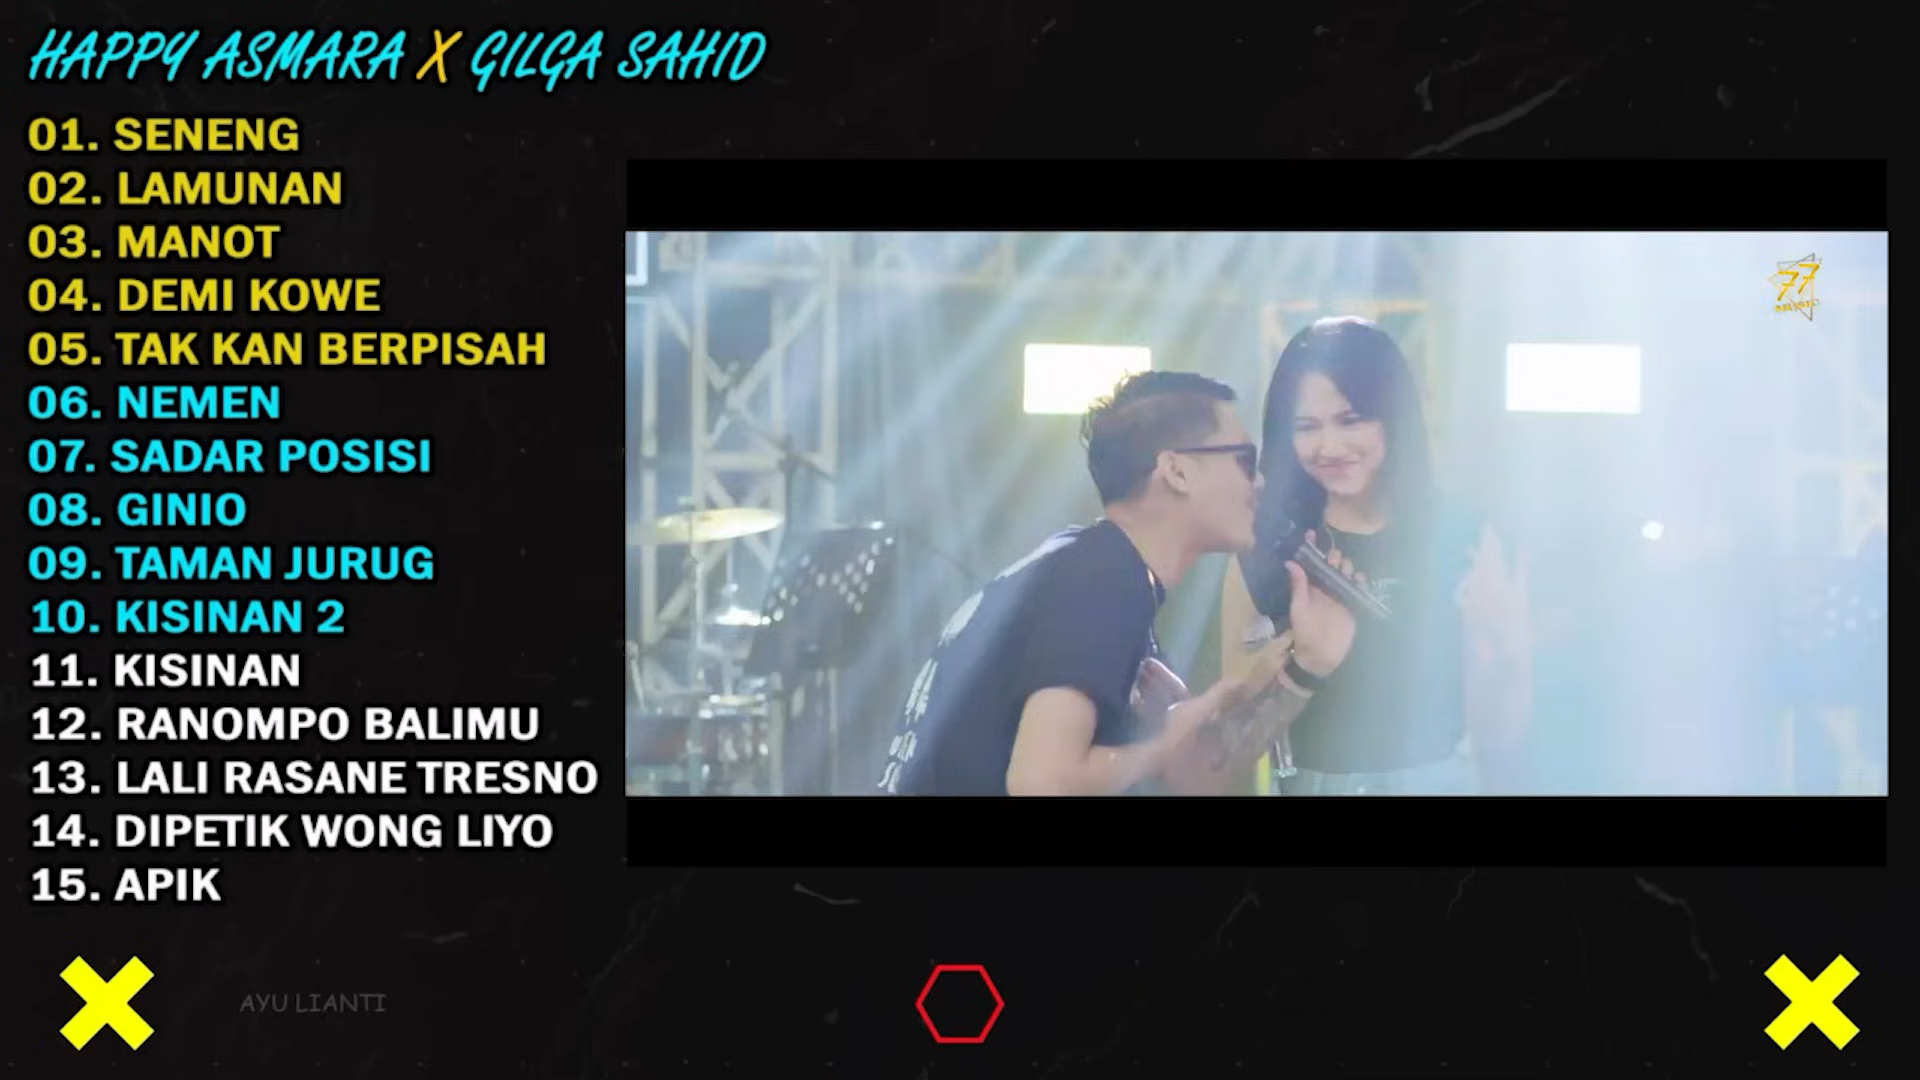 HAPPY ASMARA X GILGA SAHID
01. SENENG
02. LAMUNAN
03. MANOT
04. DEMI KOWE
05. TAK KAN BERPISAH
06. NEMEN
07. SADAR POSISI
08. GINIO
09. TAMAN JURUG
10. KISINAN 2
11. KISINAN
12. RANOMPO BALIMU
13. LALI RASANE TRESNO
14. DIPETIK WONG LIYO
15. APIK
77
AYU LIANTI